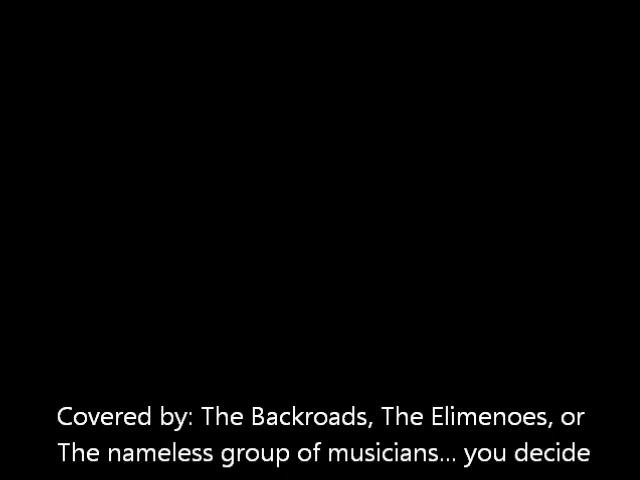 Covered by: The Backroads, The Elimenoes, or
The nameless group of musicians... you decide